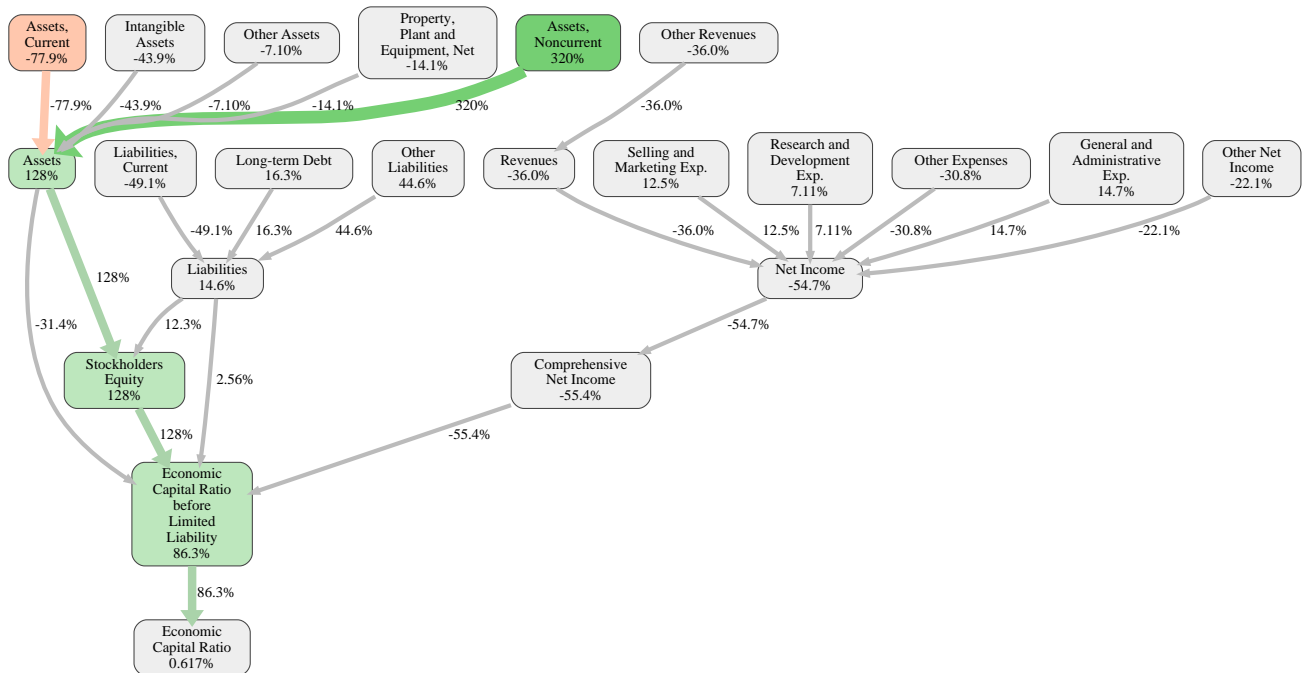 Assets,
Current
-77.9%
Intangible
Assets
-43.9%
Other Assets
-7.10%
Property,
Plant and
Equipment, Net
-14.1%
Assets,
Noncurrent
320%
Other Revenues
-36.0%
-77.9%
-43.9%
-7.10%
-14.1%
320%
-36.0%
Assets
128%
Liabilities,
Current
-49.1%
Long-term Debt
16.3%
Other
Liabilities
44.6%
Revenues
-36.0%
Selling and
Marketing Exp.
12.5%
Research and
Development
Exp.
7.11%
Other Expenses
-30.8%
General and
Administrative
Exp.
14.7%
Other Net
Income
-22.1%
-49.1%
16.3%
44.6%
-36.0%
12.5%
7.11%
-30.8%
14.7%
-22.1%
Liabilities
14.6%
Net Income
-54.7%
128%
-31.4%
12.3%
-54.7%
Stockholders
Equity
128%
2.56%
Comprehensive
Net Income
-55.4%
128%
-55.4%
Economic
Capital Ratio
before
Limited
Liability
86.3%
86.3%
Economic
Capital Ratio
0.617%